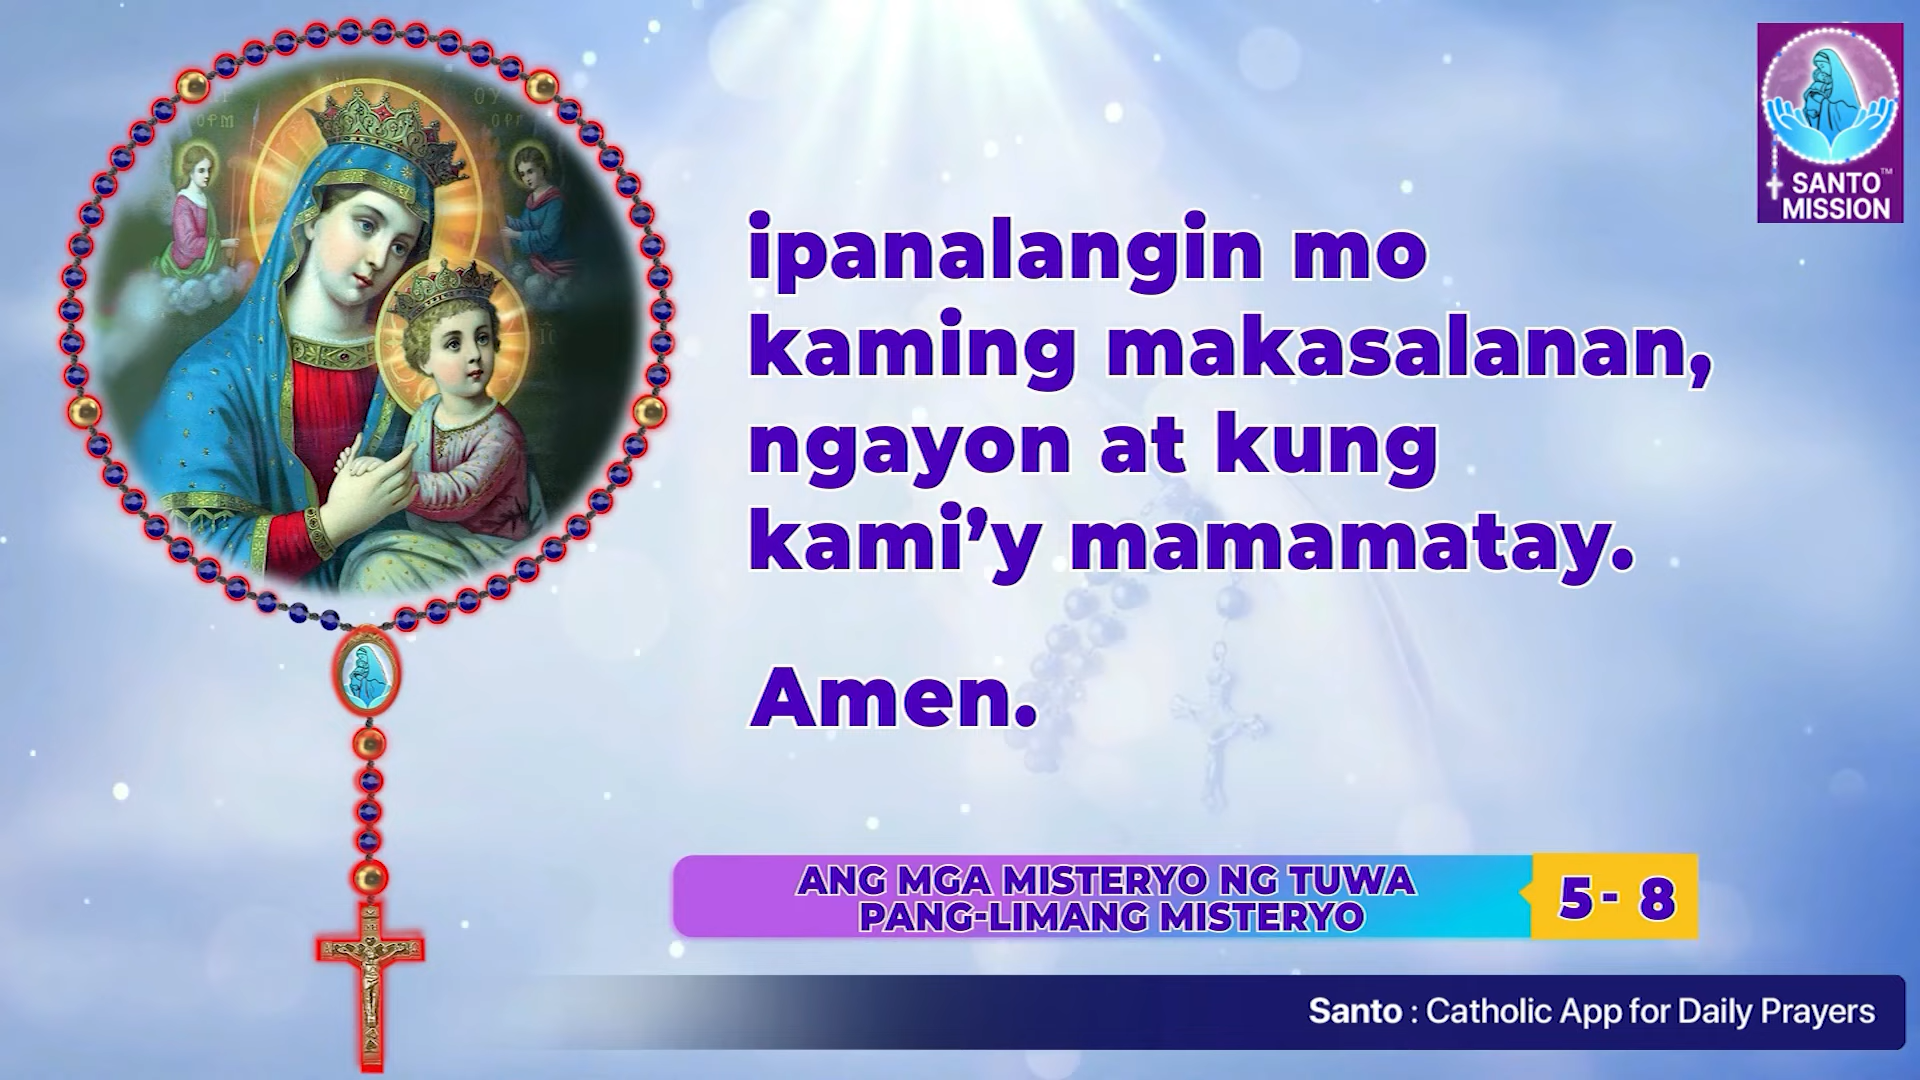 ipanalangin mo
kaming makasalanan,
ngayon at kung
kami’y mamamatay.
Amen.
ANG MGA MISTERYO NG TUWA
PANG-LIMANG MISTERYO
5- 8
Santo : Catholic App for Daily Prayers
SANTO™
MISSION